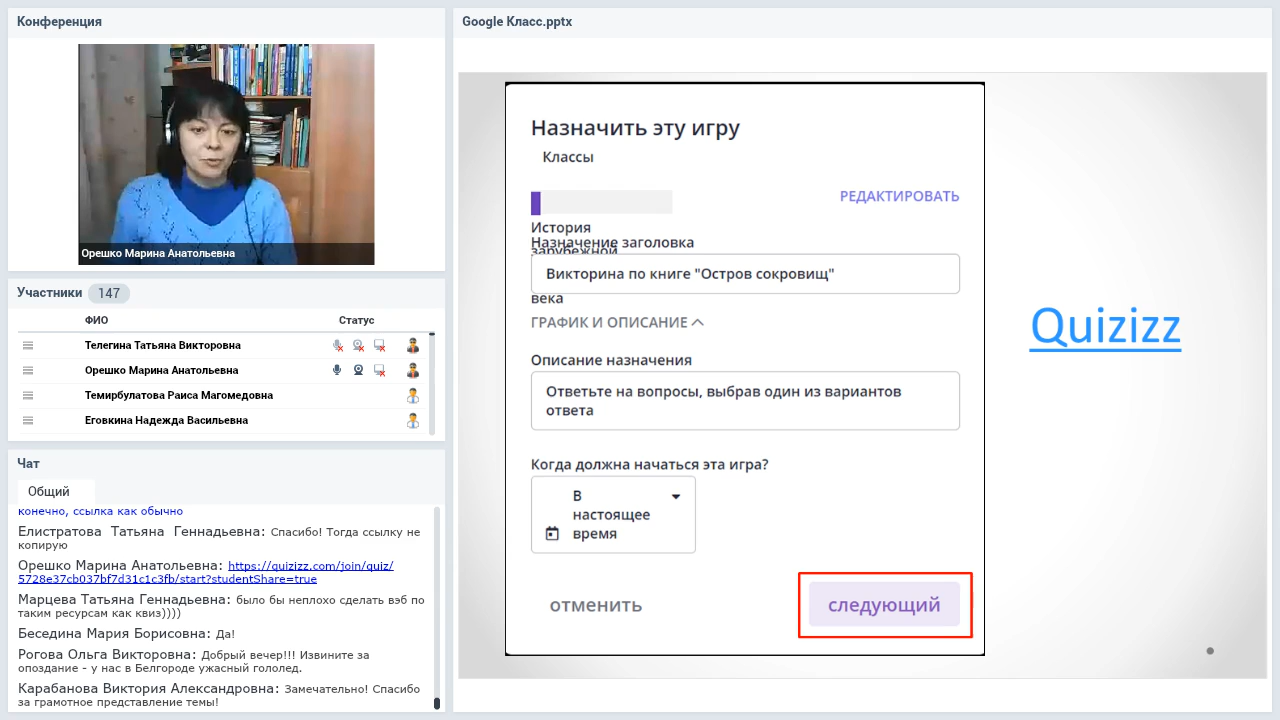 Конференция
Орешко Марина Анатольевна
Участники 147
ФИО Статус
Телегина Татьяна Викторовна
Орешко Марина Анатольевна
Темирбулатова Раиса Магомедовна
Еговкина Надежда Васильевна
Чат
Общий
конечно, ссылка как обычно
Елистратова Татьяна Геннадьевна: Спасибо! Тогда ссылку не
копирую
Орешко Марина Анатольевна: https://quizizz.com/join/quiz/
5728e37cb037bf7d31c1c3fb/start?studentShare=true
Марцева Татьяна Геннадьевна: было бы неплохо сделать вэб по
таким ресурсам как квиз))))
Беседина Мария Борисовна: Да!
Рогова Ольга Викторовна: Добрый вечер!!! Извините за
опоздание - у нас в Белгороде ужасный гололед.
Карабанова Виктория Александровна: Замечательно! Спасибо
за грамотное представление темы!
Google Класс.pptx
Назначить эту игру
Классы
РЕДАКТИРОВАТЬ
История
Назначение заголовка
зарубежной
Викторина по книге "Остров сокровищ"
века
ГРАФИК И ОПИСАНИЕ
Описание назначения
Ответьте на вопросы, выбрав один из вариантов
ответа
Когда должна начаться эта игра?
В
настоящее
время
отменить
следующий
Quizizz